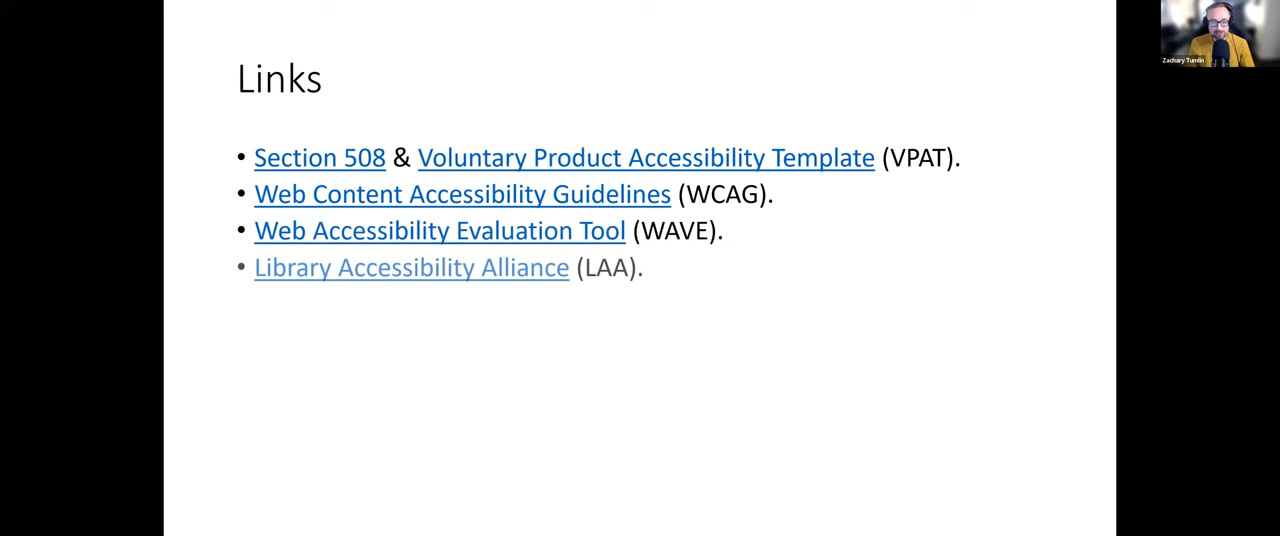 Links
• Section 508 & Voluntary Product Accessibility Template (VPAT).
• Web Content Accessibility Guidelines (WCAG).
• Web Accessibility Evaluation Tool (WAVE).
• Library Accessibility Alliance (LAA).
Zachary Tumlin